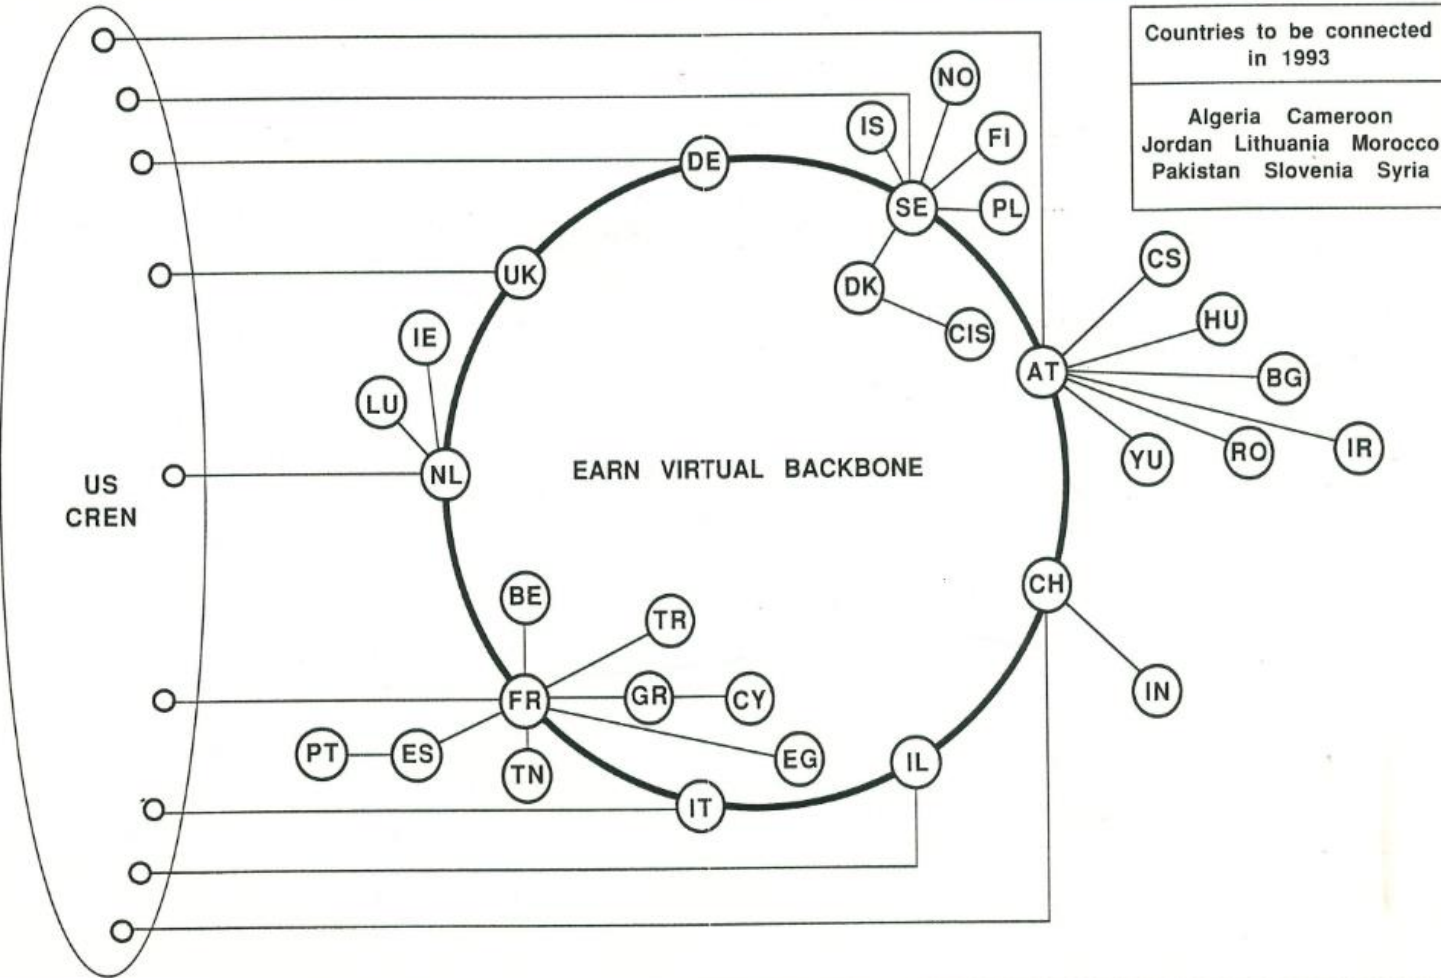 Countries to be connected
in 1993
Algeria Cameroon
Jordan Lithuania Morocco
Pakistan Slovenia Syria
NO
IS
FI
DE
SE
PL
CS
UK
DK
HU
IE
CIS
AT
BG
LU
YU
RO
IR
NL
EARN VIRTUAL BACKBONE
US
CREN
CH
BE
TR
IN
FR
GR
CY
PT
ES
TN
EG
IL
IT